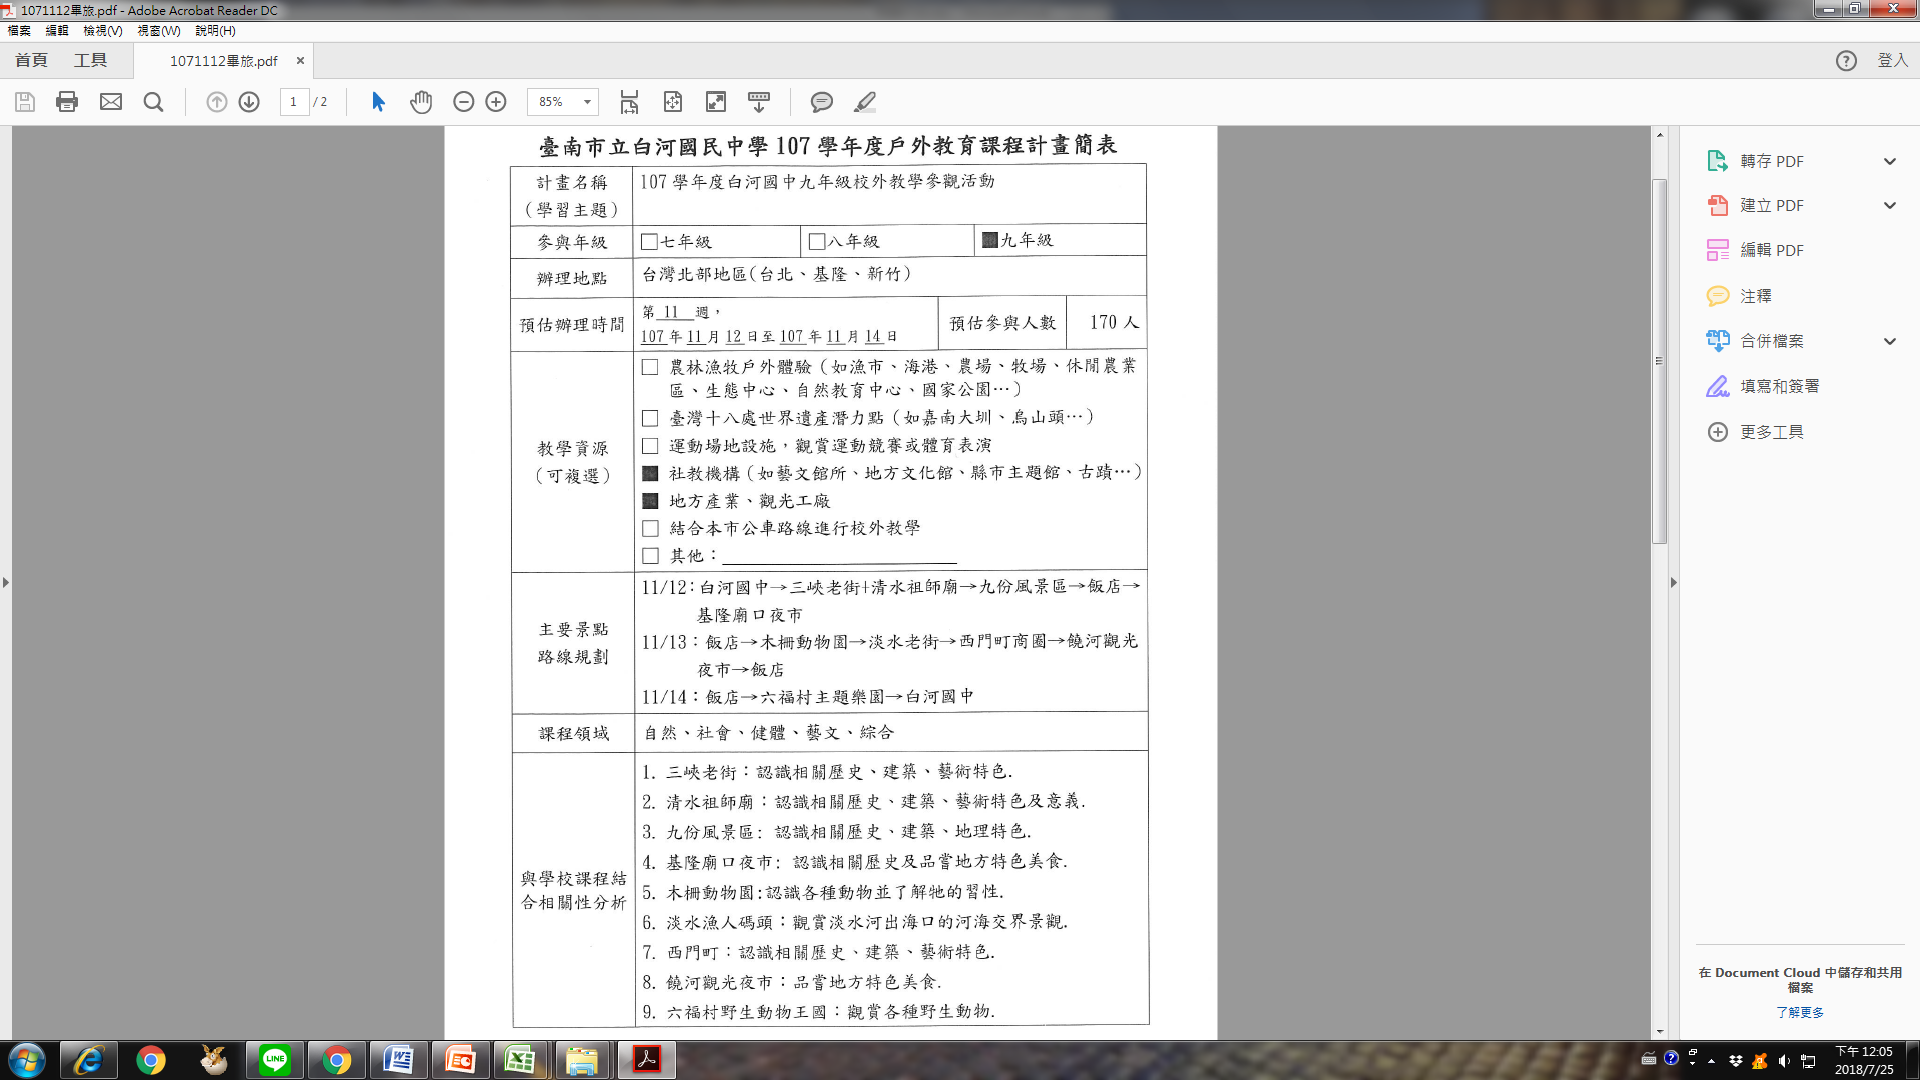 1071112畢旅.pdf - Adobe Acrobat Reader DC
檔案 編輯 檢視(V) 視窗(W) 說明(H)
首頁 工具 1071112畢旅.pdf × 登入
1 / 2 85%
臺南市立白河國民中學 107 學年度戶外教育課程計畫簡表
計畫名稱
（學習主題）
107 學年度白河國中九年級校外教學參觀活動
參與年級 □七年級 □八年級 ■九年級
辦理地點 台灣北部地區(台北、基隆、新竹)
預估辦理時間
第 11 週，
107 年 11 月 12 日至 107 年 11 月 14 日
預估參與人數 170 人
教學資源
（可複選）
□ 農林漁牧戶外體驗（如漁市、海港、農場、牧場、休閒農業
區、生態中心、自然教育中心、國家公園…）
□ 臺灣十八處世界遺產潛力點（如嘉南大圳、烏山頭…）
□ 運動場地設施，觀賞運動競賽或體育表演
■ 社教機構（如藝文館所、地方文化館、縣市主題館、古蹟…）
■ 地方產業、觀光工廠
□ 結合本市公車路線進行校外教學
□ 其他：
主要景點
路線規劃
11/12：白河國中→三峽老街+清水祖師廟→九份風景區→飯店→
基隆廟口夜市
11/13：飯店→木柵動物園→淡水老街→西門町商圈→饒河觀光
夜市→飯店
11/14：飯店→六福村主題樂園→白河國中
課程領域 自然、社會、健體、藝文、綜合
與學校課程結
合相關性分析
1. 三峽老街：認識相關歷史、建築、藝術特色.
2. 清水祖師廟：認識相關歷史、建築、藝術特色及意義.
3. 九份風景區: 認識相關歷史、建築、地理特色.
4. 基隆廟口夜市: 認識相關歷史及品嘗地方特色美食.
5. 木柵動物園:認識各種動物並了解牠的習性.
6. 淡水漁人碼頭：觀賞淡水河出海口的河海交界景觀.
7. 西門町：認識相關歷史、建築、藝術特色.
8. 饒河觀光夜市：品嘗地方特色美食.
9. 六福村野生動物王國：觀賞各種野生動物.
轉存 PDF
建立 PDF
編輯 PDF
注釋
合併檔案
填寫和簽署
更多工具
在 Document Cloud 中儲存和共用
檔案
了解更多
LINE
下午 12:05
2018/7/25